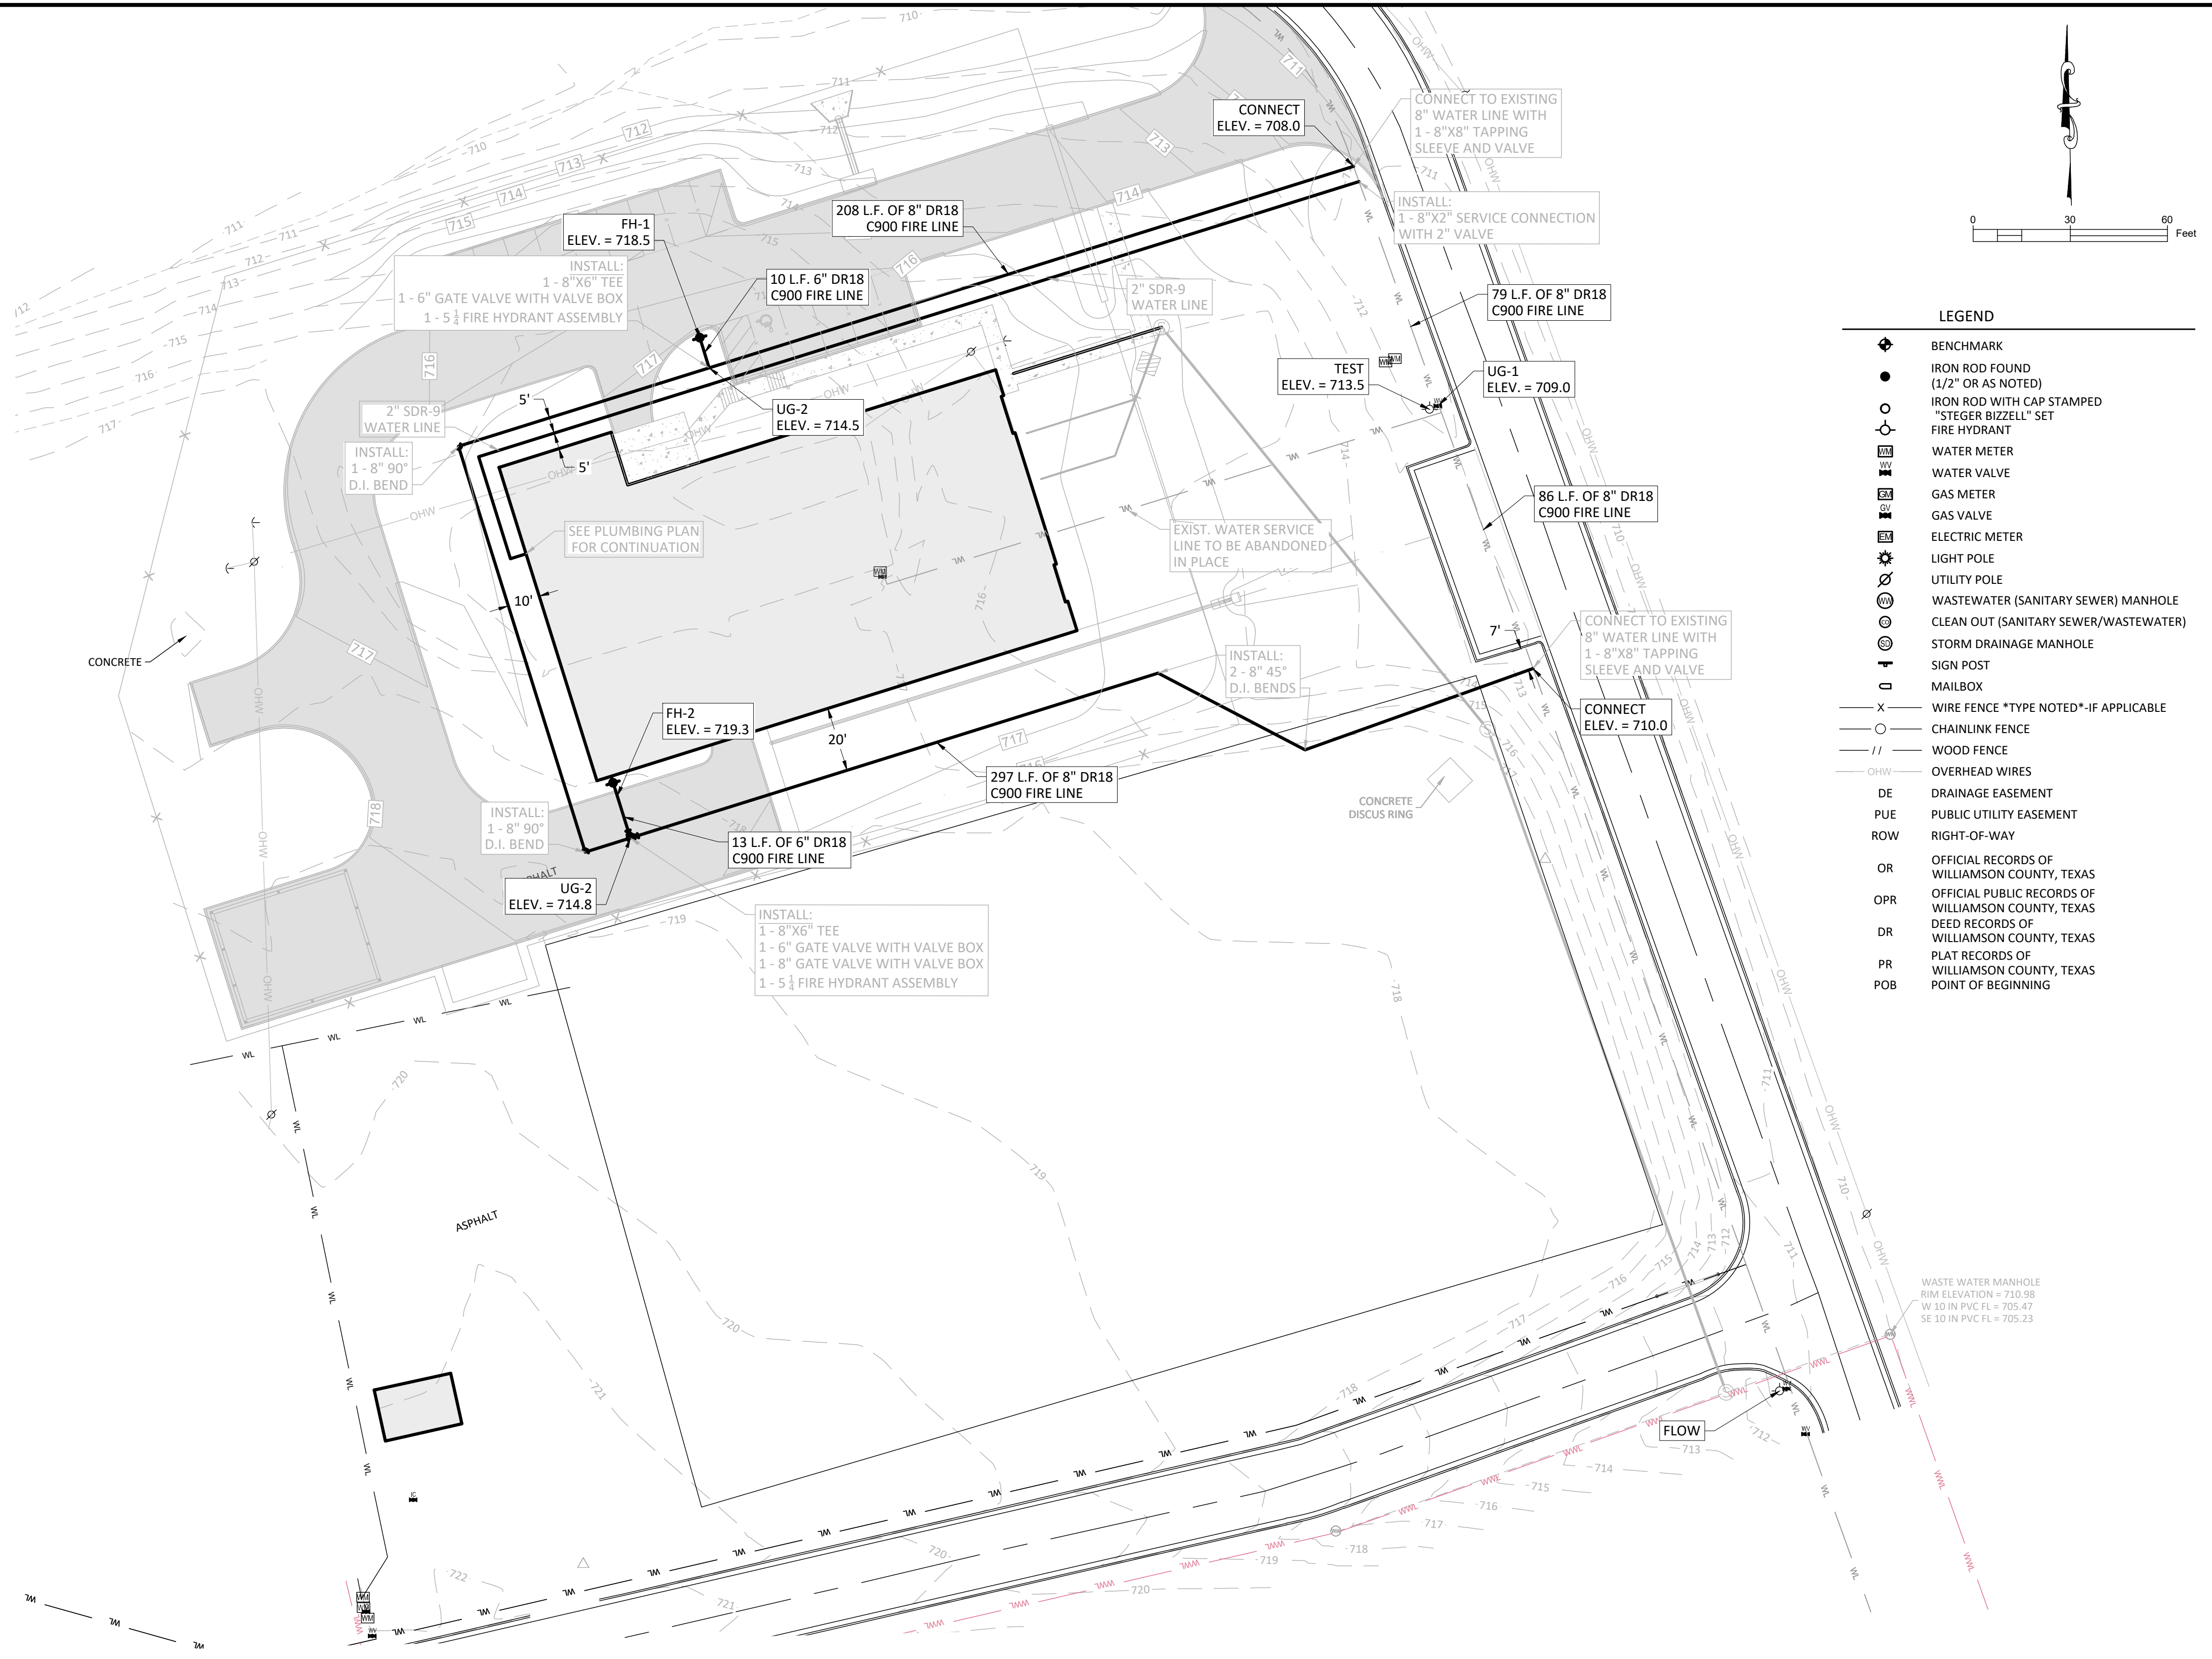 CONNECT
ELEV. = 708.0
CONNECT TO EXISTING
8" WATER LINE WITH
1 - 8"X8" TAPPING
SLEEVE AND VALVE
INSTALL:
1 - 8"X2" SERVICE CONNECTION
WITH 2" VALVE
208 L.F. OF 8" DR18
C900 FIRE LINE
FH-1
ELEV. = 718.5
INSTALL:
1 - 8"X6" TEE
1 - 6" GATE VALVE WITH VALVE BOX
1 - 5 1/4 FIRE HYDRANT ASSEMBLY
10 L.F. 6" DR18
C900 FIRE LINE
2" SDR-9
WATER LINE
79 L.F. OF 8" DR18
C900 FIRE LINE
TEST
ELEV. = 713.5
UG-1
ELEV. = 709.0
UG-2
ELEV. = 714.5
2" SDR-9
WATER LINE
5'
5'
INSTALL:
1 - 8" 90°
D.I. BEND
SEE PLUMBING PLAN
FOR CONTINUATION
EXIST. WATER SERVICE
LINE TO BE ABANDONED
IN PLACE
86 L.F. OF 8" DR18
C900 FIRE LINE
10'
7'
CONCRETE
CONNECT TO EXISTING
8" WATER LINE WITH
1 - 8"X8" TAPPING
SLEEVE AND VALVE
INSTALL:
2 - 8" 45°
D.I. BENDS
CONNECT
ELEV. = 710.0
FH-2
ELEV. = 719.3
20'
297 L.F. OF 8" DR18
C900 FIRE LINE
CONCRETE
DISCUS RING
INSTALL:
1 - 8" 90°
D.I. BEND
13 L.F. OF 6" DR18
C900 FIRE LINE
UG-2
ELEV. = 714.8
INSTALL:
1 - 8"X6" TEE
1 - 6" GATE VALVE WITH VALVE BOX
1 - 8" GATE VALVE WITH VALVE BOX
1 - 5 1/4 FIRE HYDRANT ASSEMBLY
ASPHALT
FLOW
WASTE WATER MANHOLE
RIM ELEVATION = 710.98
W 10 IN PVC FL = 705.47
SE 10 IN PVC FL = 705.23
0 30 60
Feet
LEGEND
BENCHMARK
IRON ROD FOUND
(1/2" OR AS NOTED)
IRON ROD WITH CAP STAMPED
"STEGER BIZZELL" SET
FIRE HYDRANT
WM WATER METER
WV WATER VALVE
GM GAS METER
GV GAS VALVE
EM ELECTRIC METER
LIGHT POLE
UTILITY POLE
WW WASTEWATER (SANITARY SEWER) MANHOLE
CO CLEAN OUT (SANITARY SEWER/WASTEWATER)
SD STORM DRAINAGE MANHOLE
SIGN POST
MAILBOX
X WIRE FENCE *TYPE NOTED*-IF APPLICABLE
CHAINLINK FENCE
// WOOD FENCE
OHW OVERHEAD WIRES
DE DRAINAGE EASEMENT
PUE PUBLIC UTILITY EASEMENT
ROW RIGHT-OF-WAY
OR OFFICIAL RECORDS OF
WILLIAMSON COUNTY, TEXAS
OPR OFFICIAL PUBLIC RECORDS OF
WILLIAMSON COUNTY, TEXAS
DR DEED RECORDS OF
WILLIAMSON COUNTY, TEXAS
PR PLAT RECORDS OF
WILLIAMSON COUNTY, TEXAS
POB POINT OF BEGINNING